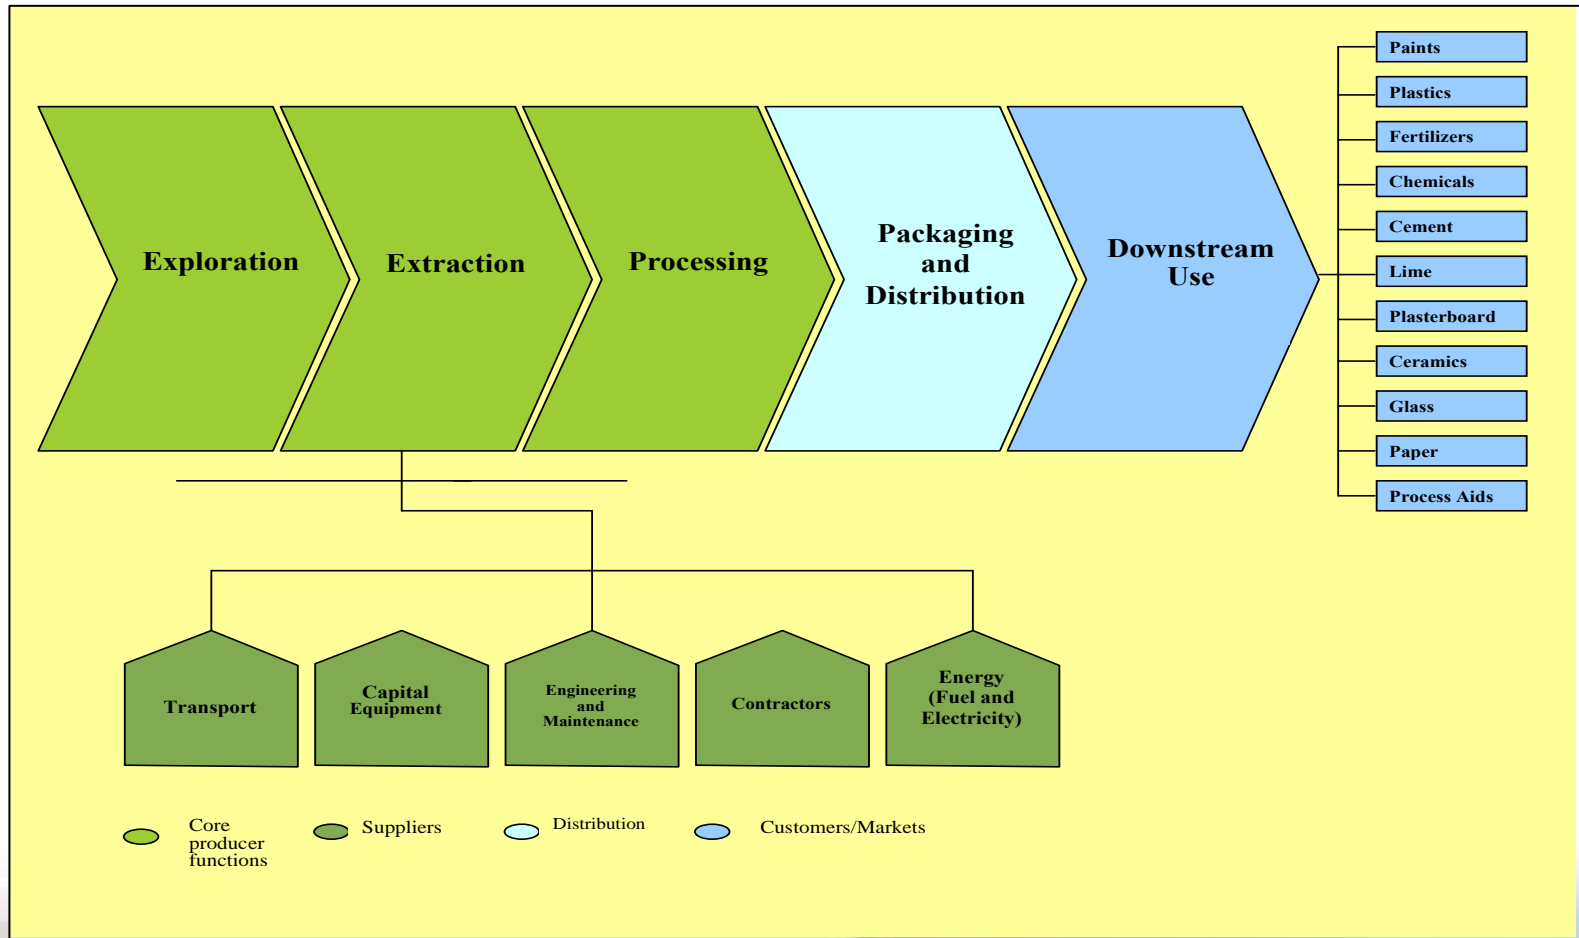 Exploration
Extraction
Processing
Packaging
and
Distribution
Downstream
Use
Paints
Plastics
Fertilizers
Chemicals
Cement
Lime
Plasterboard
Ceramics
Glass
Paper
Process Aids
Transport
Capital
Equipment
Engineering
and
Maintenance
Contractors
Energy
(Fuel and
Electricity)
Core
producer
functions
Suppliers
Distribution
Customers/Markets